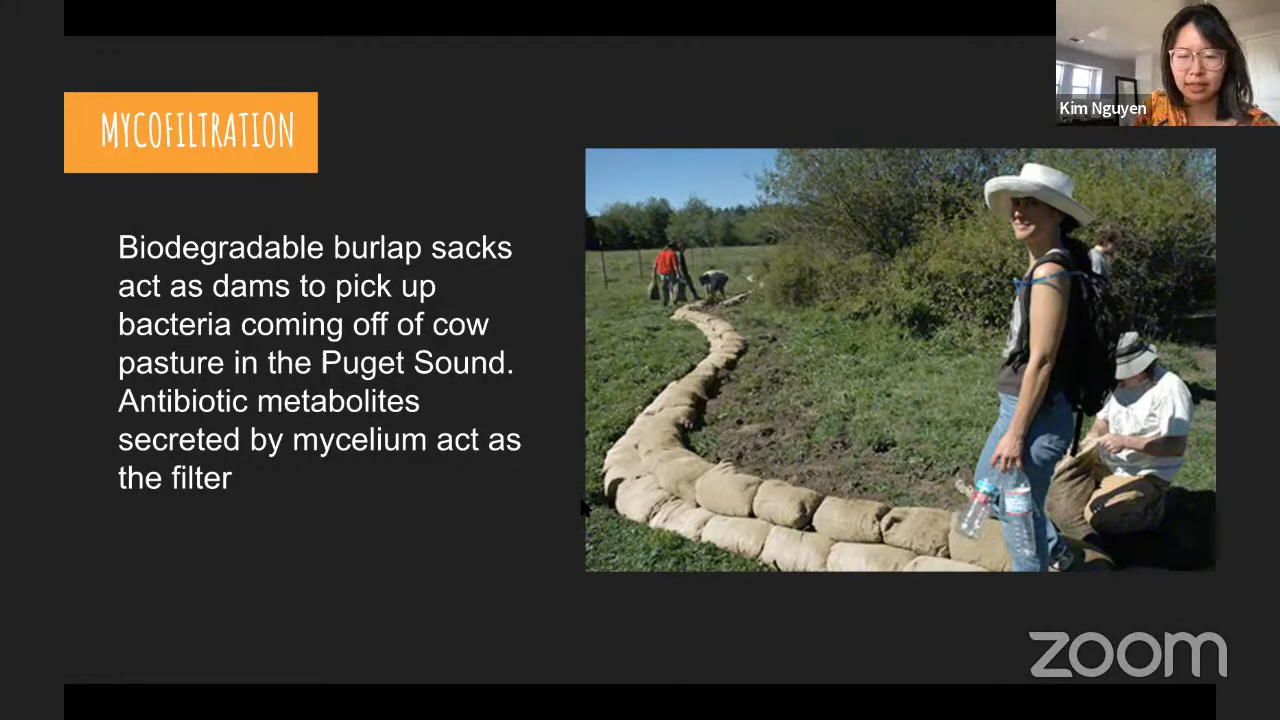 Kim Nguyen
MYCOFILTRATION
Biodegradable burlap sacks
act as dams to pick up
bacteria coming off of cow
pasture in the Puget Sound.
Antibiotic metabolites
secreted by mycelium act as
the filter
zoom